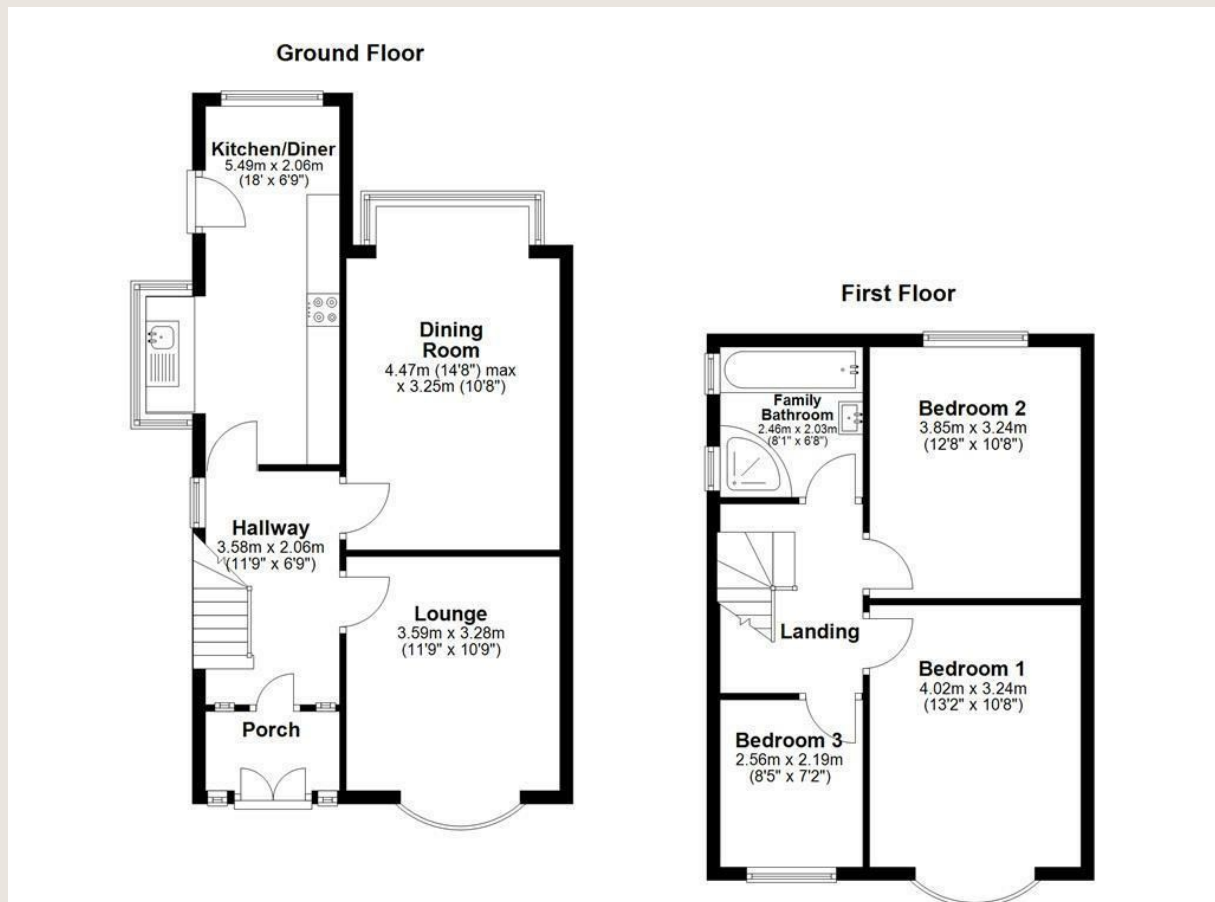 Ground Floor
Kitchen/Diner
5.49m x 2.06m
(18' x 6'9")
Dining
Room
4.47m (14'8") max
x 3.25m (10'8")
Hallway
3.58m x 2.06m
(11'9" x 6'9")
Lounge
3.59m x 3.28m
(11'9" x 10'9")
Porch
First Floor
Family
Bathroom
2.46m x 2.03m
(8'1" x 6'8")
Bedroom 2
3.85m x 3.24m
(12'8" x 10'8")
Landing
Bedroom 1
4.02m x 3.24m
(13'2" x 10'8")
Bedroom 3
2.56m x 2.19m
(8'5" x 7'2")